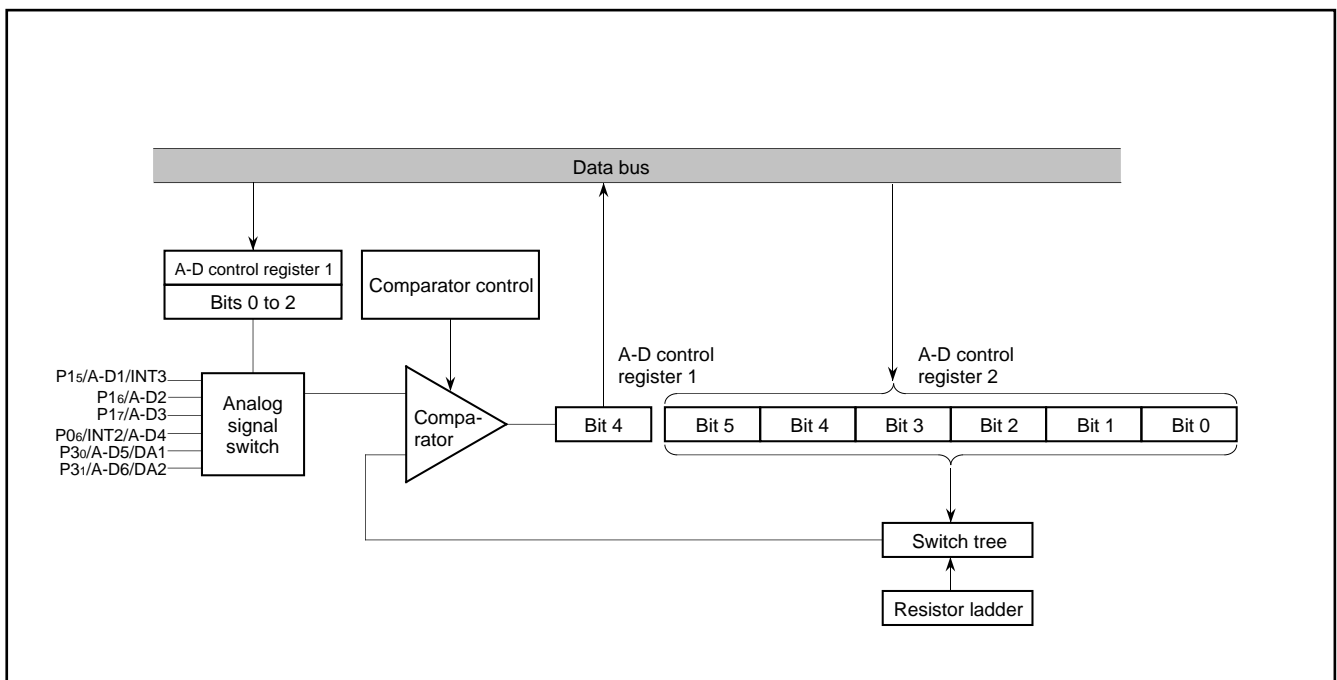 Data bus
A-D control register 1
Bits 0 to 2
Comparator control
P15/A-D1/INT3
P16/A-D2
P17/A-D3
P06/INT2/A-D4
P30/A-D5/DA1
P31/A-D6/DA2
Analog
signal
switch
Compa-
rator
A-D control
register 1
Bit 4
A-D control
register 2
Bit 5 Bit 4 Bit 3 Bit 2 Bit 1 Bit 0
Switch tree
Resistor ladder